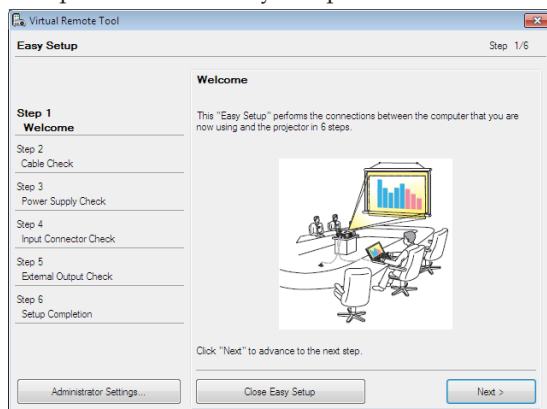 Virtual Remote Tool
Easy Setup
Step 1/6
Welcome
This "Easy Setup" performs the connections between the computer that you are
now using and the projector in 6 steps.
Step 1
Welcome
Step 2
Cable Check
Step 3
Power Supply Check
Step 4
Input Connector Check
Step 5
External Output Check
Step 6
Setup Completion
Click "Next" to advance to the next step.
Administrator Settings...
Close Easy Setup
Next >